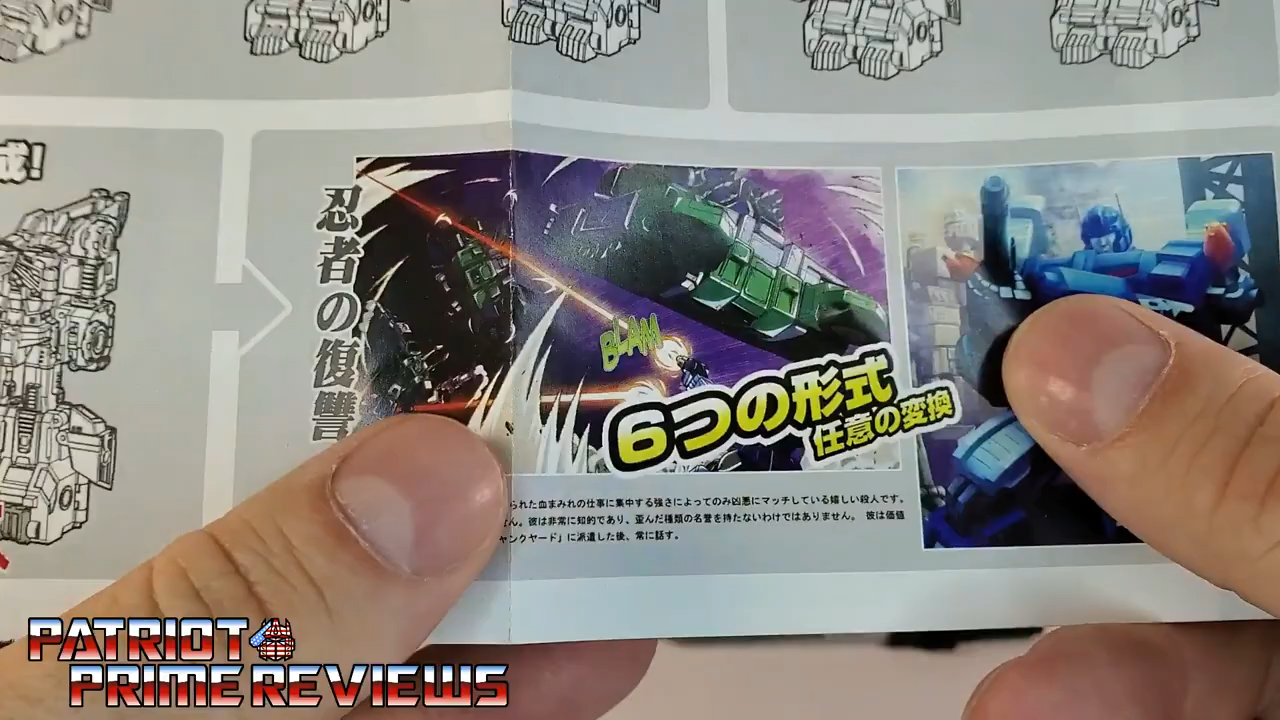 成!
忍者の復讐
BLAM
6つの形式
任意の変換
られた血まみれの仕事に集中する強さによってのみ凶悪にマッチしている嬉しい殺人です。
せん。彼は非常に知的であり、歪んだ種類の名誉を持たないわけではありません。 彼は価値
ャンクヤード」に派遣した後、常に話す。
PATRIOT
PRIME REVIEWS